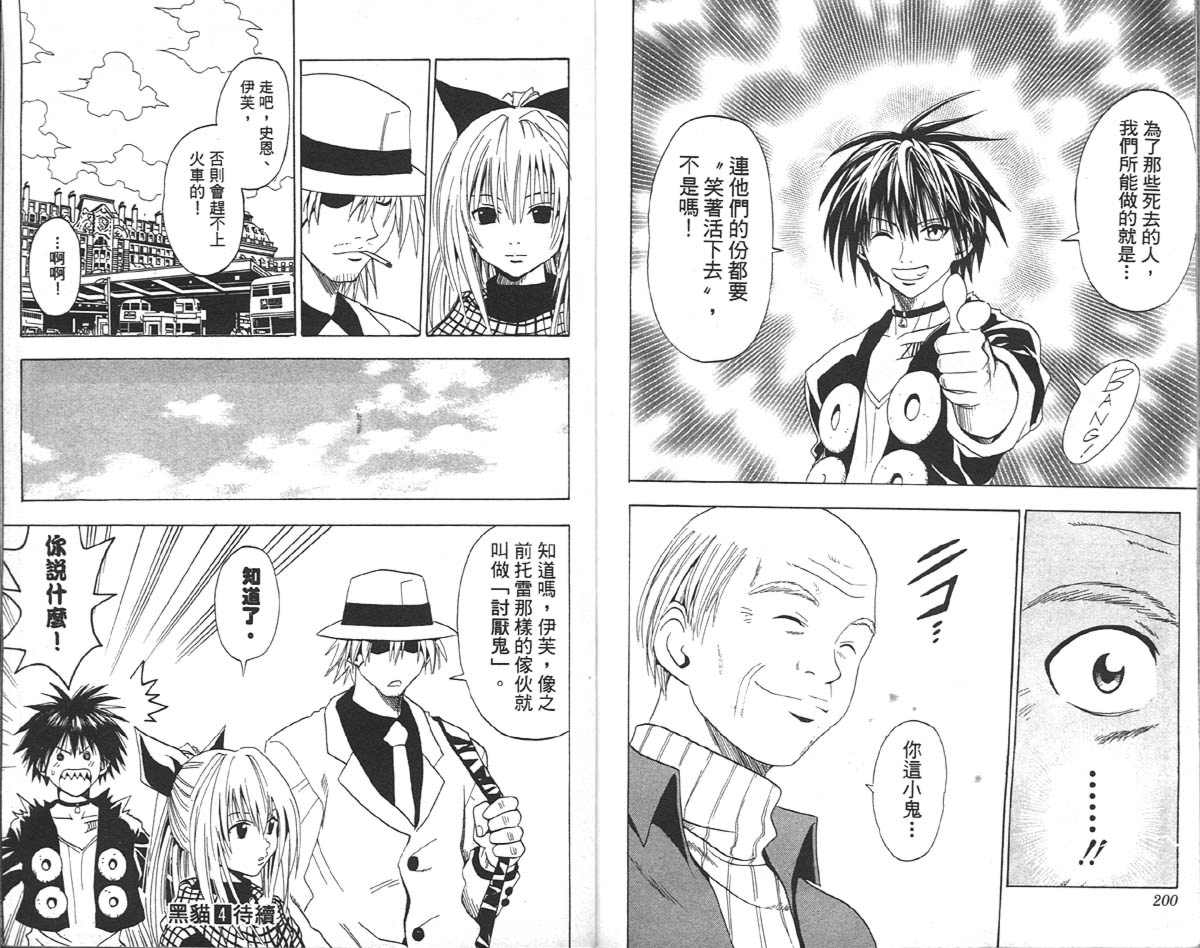 為了那些死去的人，
我們所能做的就是…
連他們的份都要
〝笑著活下去〞，
不是嗎！
BANG!
……!!
你這小鬼…
200
走吧，史恩、
伊芙，
否則會趕不上
火車的！
…啊啊！
知道嗎，伊芙，像之
前托雷那樣的傢伙就
叫做「討厭鬼」。
知道了．
你說什麼！
黑貓4待續